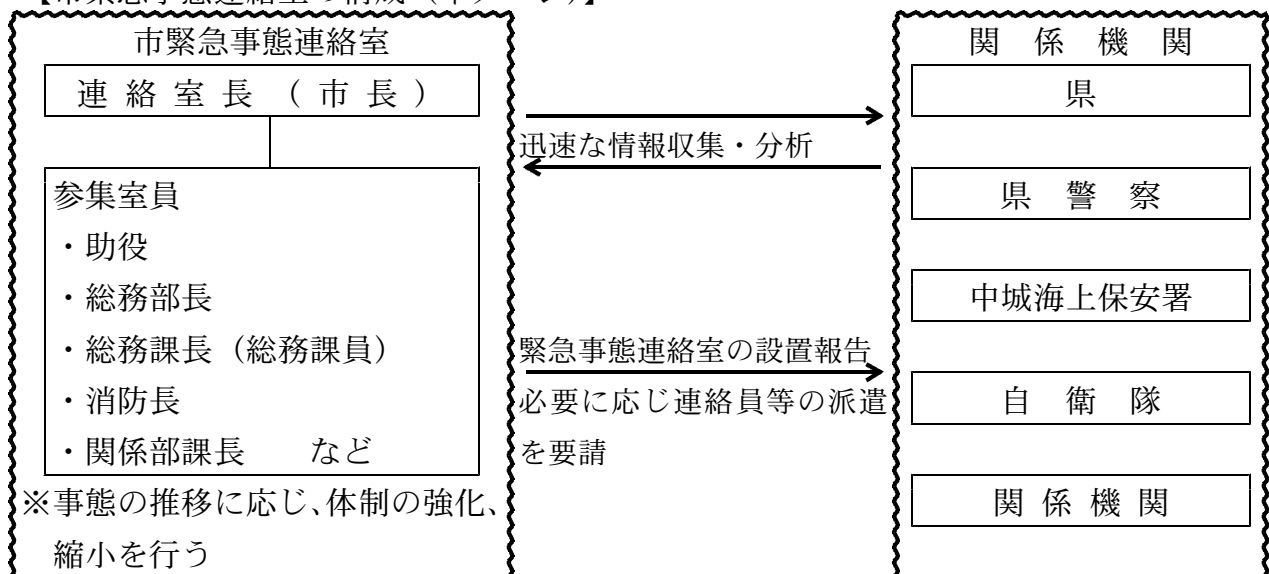 市緊急事態連絡室
連絡室長（市長）
参集室員
・助役
・総務部長
・総務課長（総務課員）
・消防長
・関係部課長　　など
※事態の推移に応じ、体制の強化、
縮小を行う
迅速な情報収集・分析
緊急事態連絡室の設置報告
必要に応じ連絡員等の派遣
を要請
関係機関
県
県警察
中城海上保安署
自衛隊
関係機関